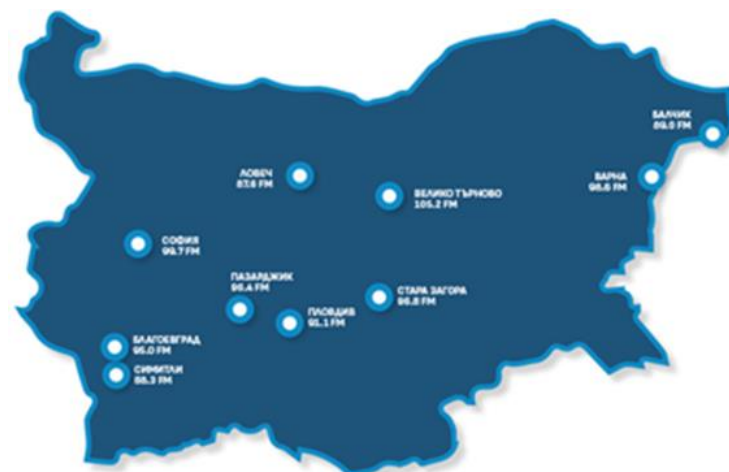 БАЛЧИК
89.0 FM
ЛОВЕЧ
87.6 FM
ВАРНА
98.6 FM
ВЕЛИКО ТЪРНОВО
105.2 FM
СОФИЯ
99.7 FM
ПАЗАРДЖИК
96.4 FM
СТАРА ЗАГОРА
96.8 FM
ПЛОВДИВ
91.1 FM
БЛАГОЕВГРАД
95.0 FM
СИМИТЛИ
88.3 FM